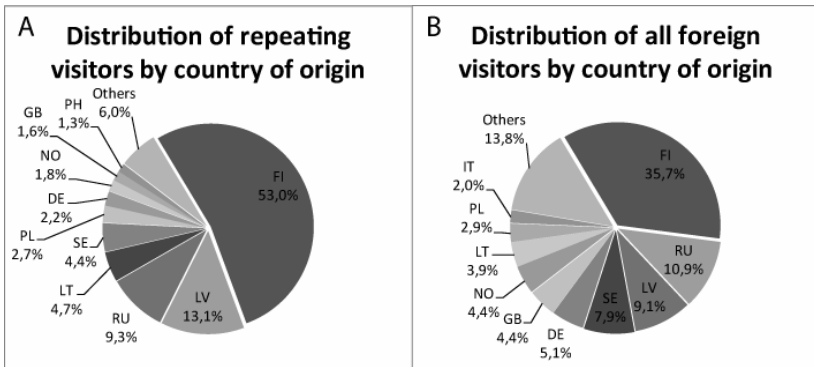 A
Distribution of repeating
visitors by country of origin
Others
6,0%
PH
1,3%
GB
1,6%
NO
1,8%
DE
2,2%
PL
2,7%
SE
4,4%
LT
4,7%
RU
9,3%
LV
13,1%
FI
53,0%
B
Distribution of all foreign
visitors by country of origin
Others
13,8%
IT
2,0%
PL
2,9%
LT
3,9%
NO
4,4%
GB
4,4%
DE
5,1%
SE
7,9%
LV
9,1%
RU
10,9%
FI
35,7%